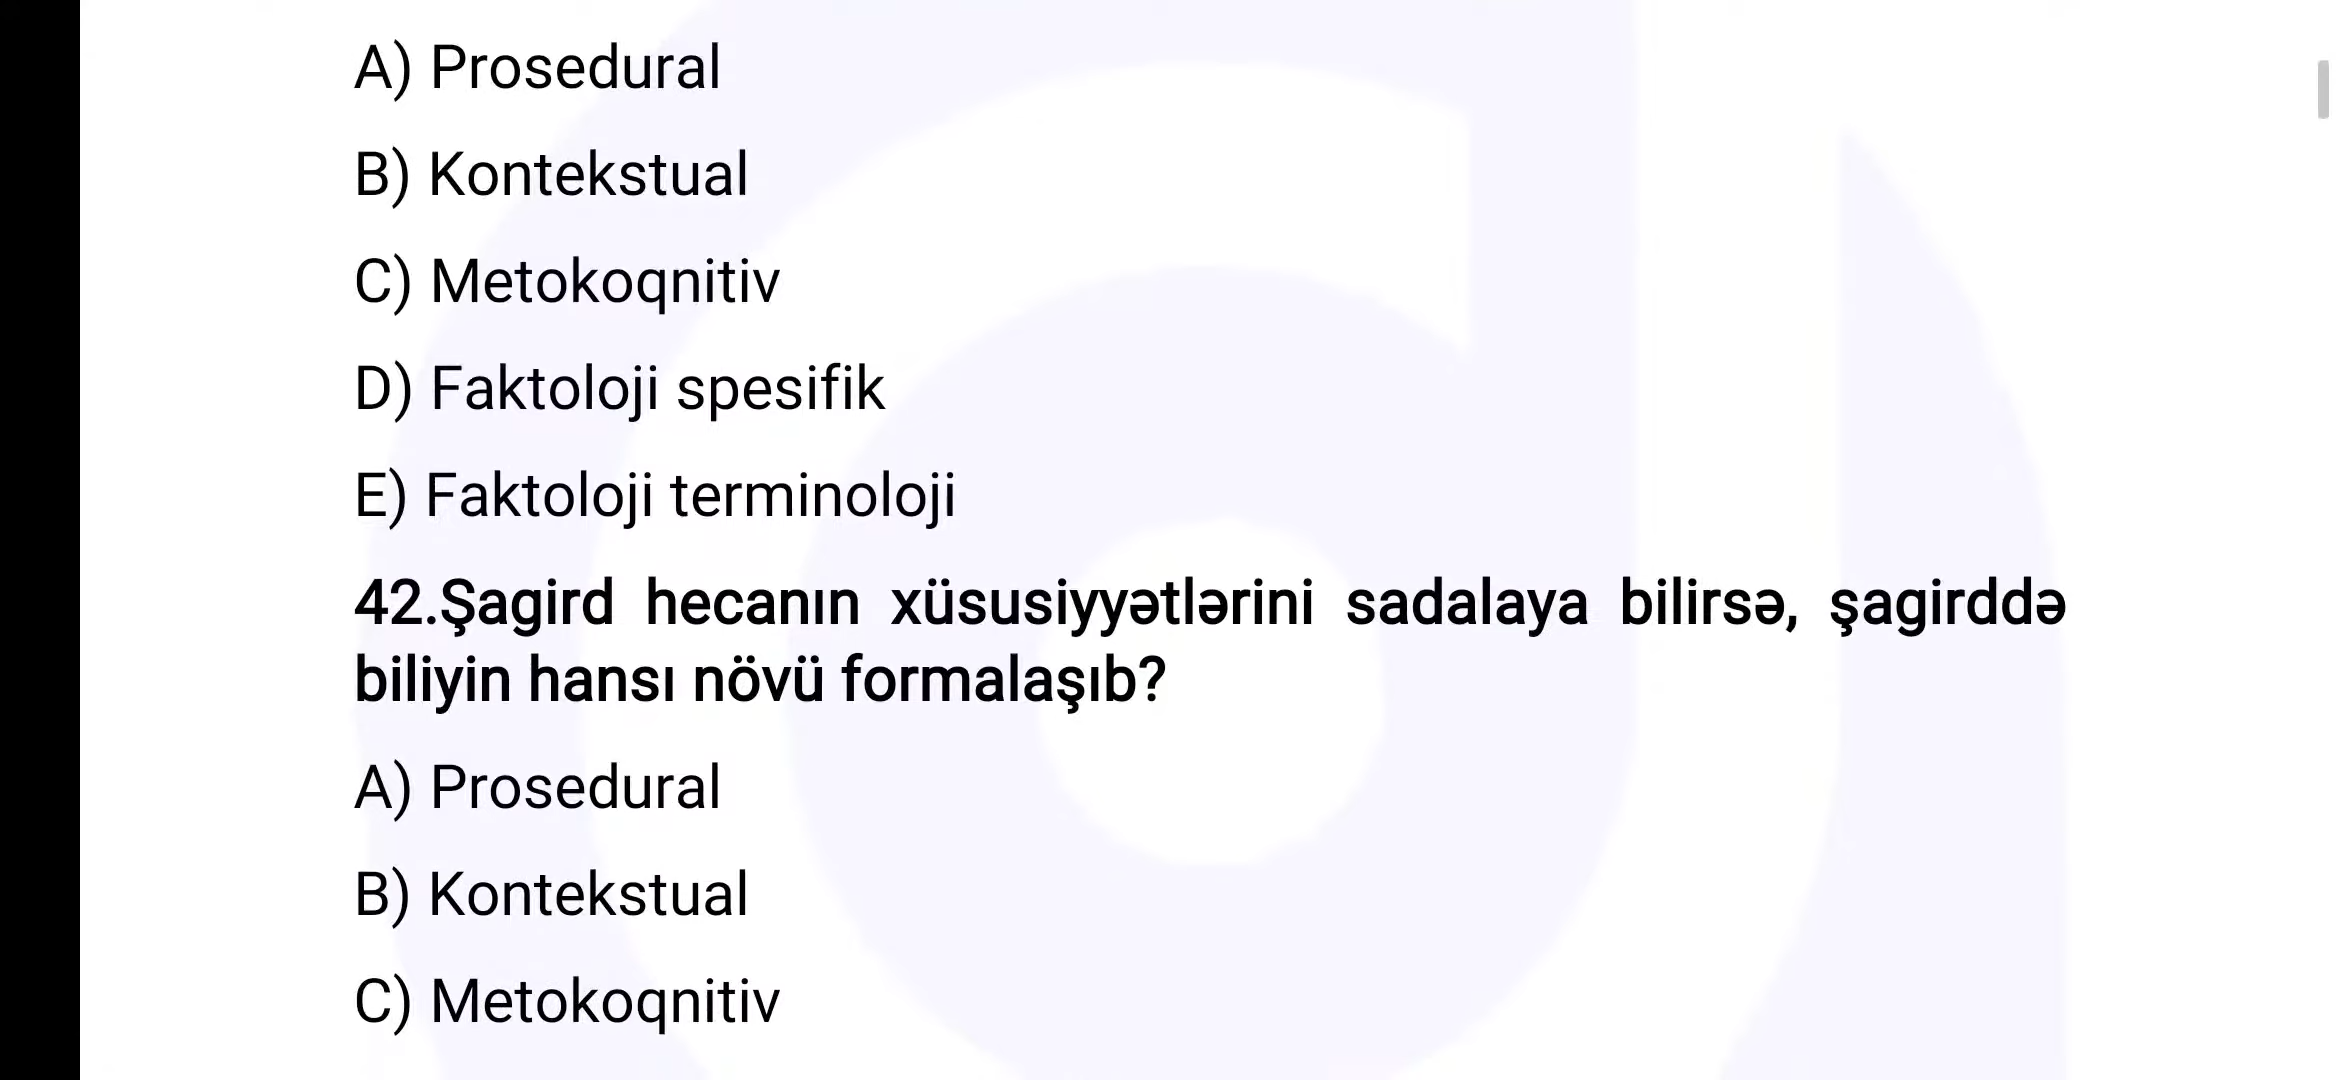 A) Prosedural
B) Kontekstual
C) Metokoqnitiv
D) Faktoloji spesifik
E) Faktoloji terminoloji
42.Şagird hecanın xüsusiyyətlərini sadalaya bilirsə, şagirddə
biliyin hansı növü formalaşıb?
A) Prosedural
B) Kontekstual
C) Metokoqnitiv